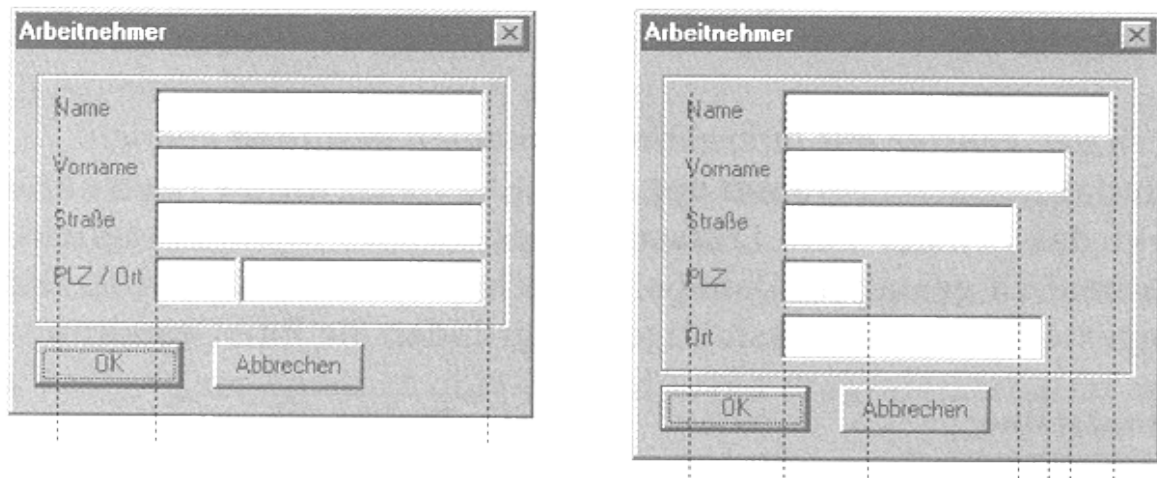 Arbeitnehmer
Name
Vorname
Straße
PLZ / Ort
OK
Abbrechen
Arbeitnehmer
Name
Vorname
Straße
PLZ
Ort
OK
Abbrechen